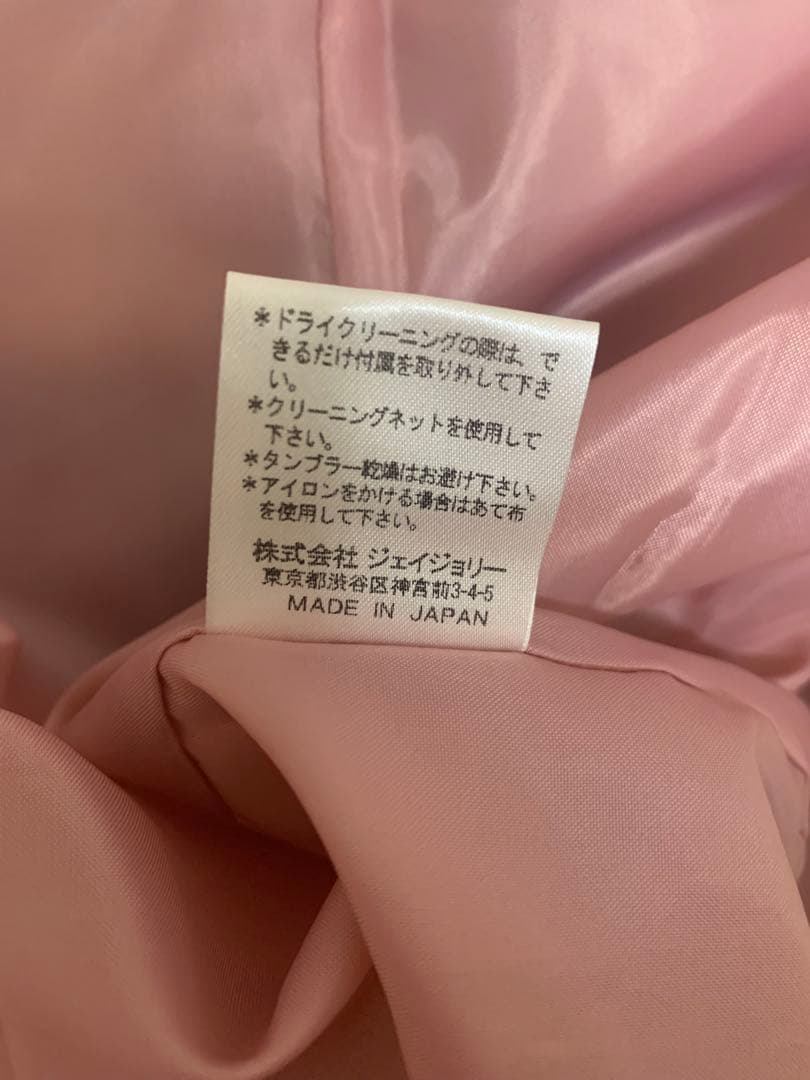 ＊ドライクリーニングの際は、で
きるだけ付属を取り外して下さ
い。
＊クリーニングネットを使用して
下さい。
＊タンブラー乾燥はお避け下さい。
＊アイロンをかける場合はあて布
を使用して下さい。
株式会社 ジェイジョリー
東京都渋谷区神宮前3-4-5
MADE IN JAPAN